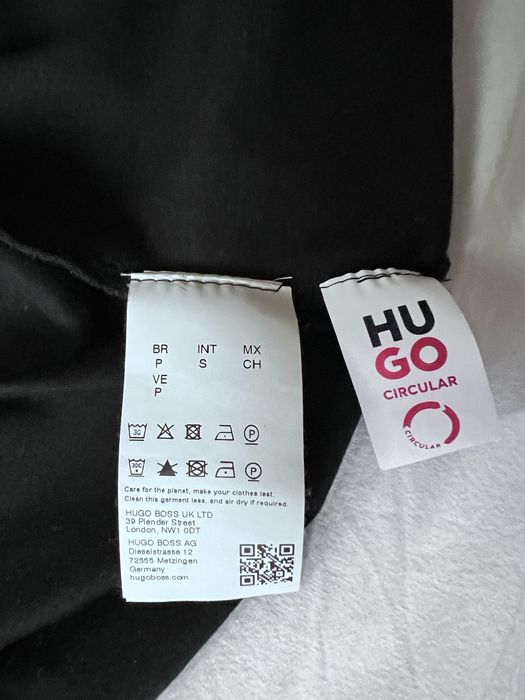 BR INT MX
P S CH
VE
P
30 P
30C P
Care for the planet, make your clothes last.
Clean this garment less, and air dry if required.
HUGO BOSS UK LTD
39 Plender Street
London, NW1 0DT
HUGO BOSS AG
Dieselstrasse 12
72555 Metzingen
Germany
hugoboss.com
HU
GO
CIRCULAR
CIRCULAR